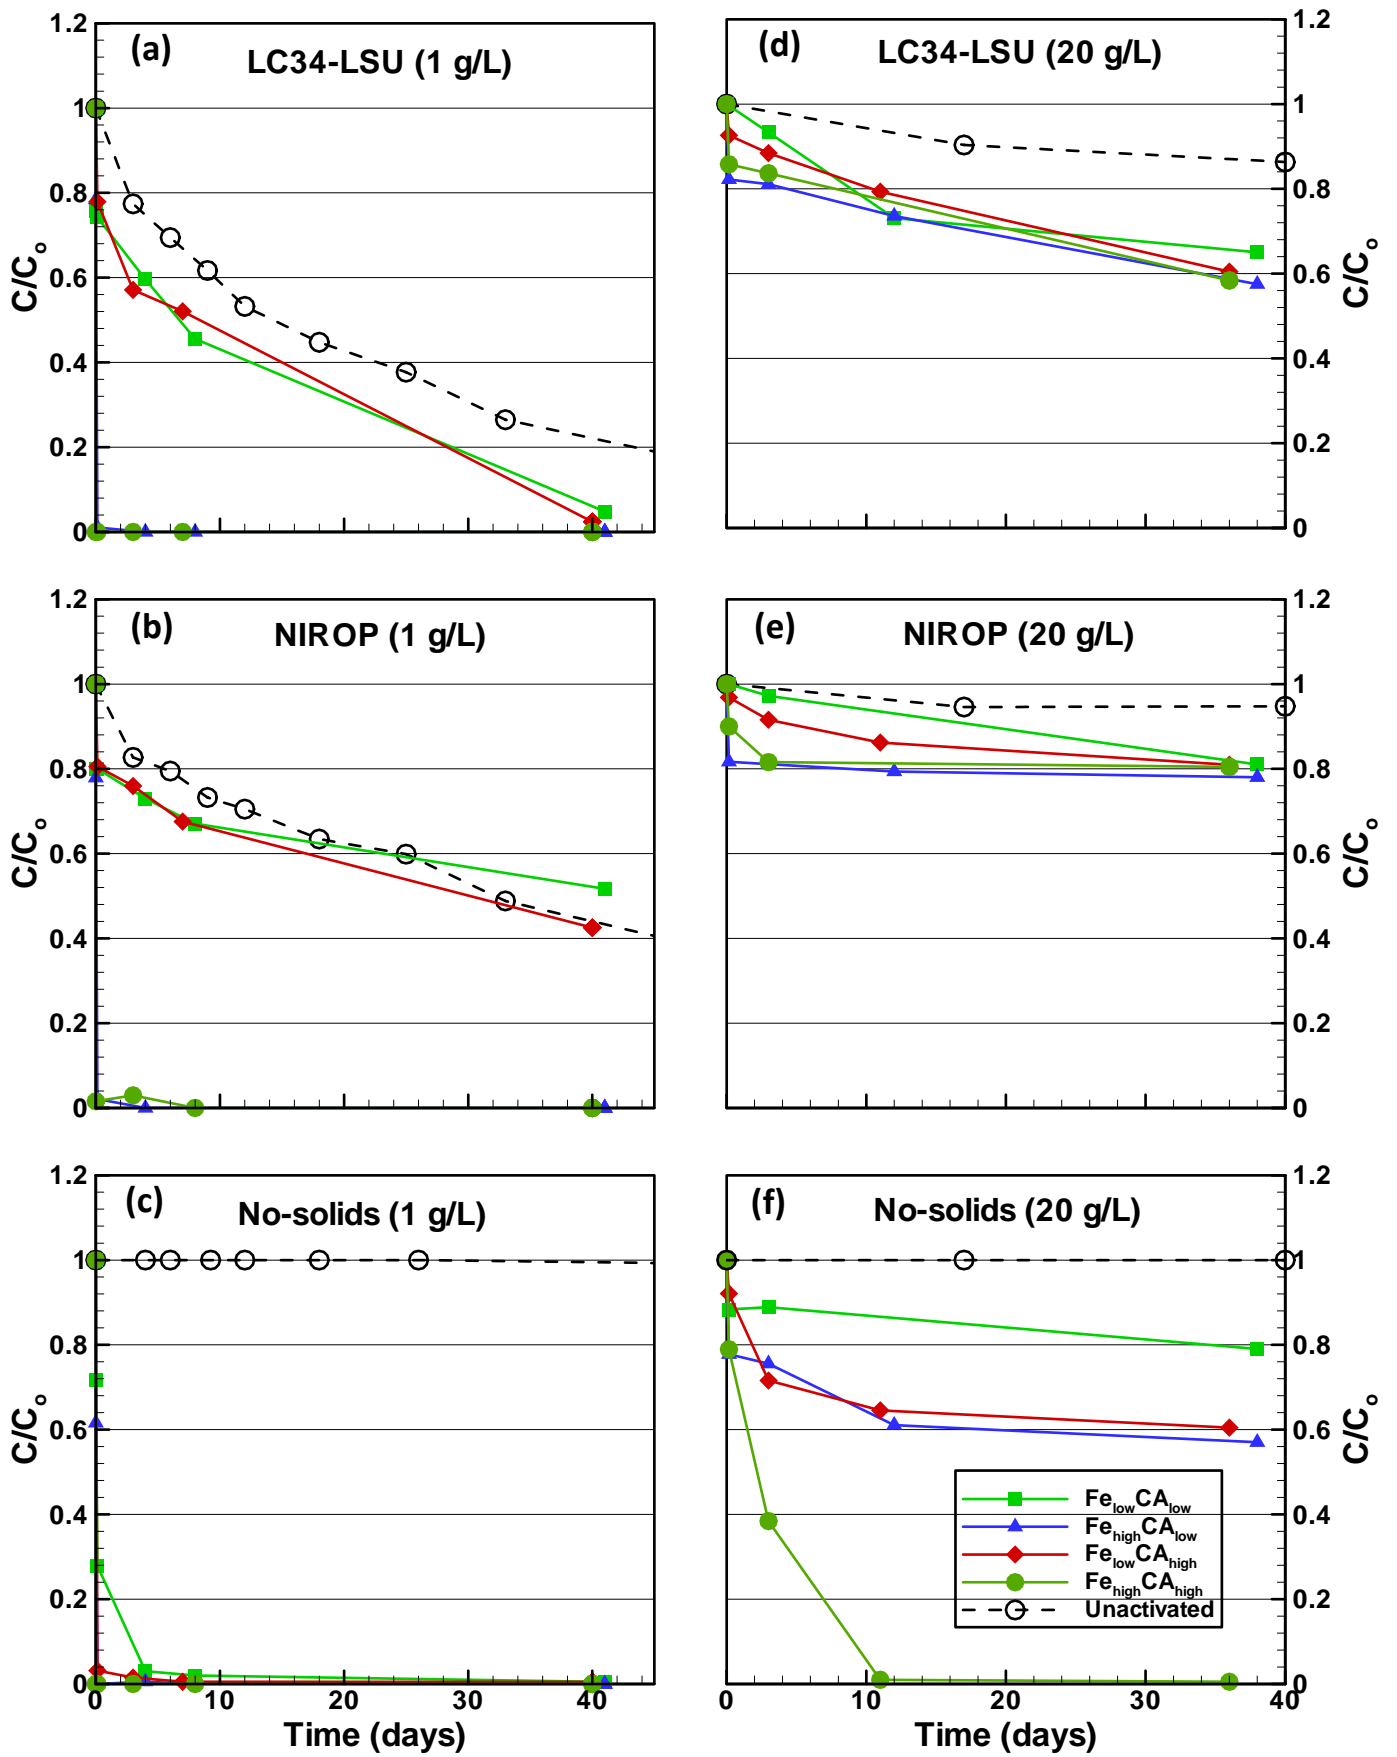 (a)
LC34-LSU (1 g/L)
1.2
1
0.8
0.6
0.4
0.2
0
C/Co
(d)
LC34-LSU (20 g/L)
1.2
1
0.8
0.6
0.4
0.2
0
C/Co
(b)
NIROP (1 g/L)
1.2
1
0.8
0.6
0.4
0.2
0
C/Co
(e)
NIROP (20 g/L)
1.2
1
0.8
0.6
0.4
0.2
0
C/Co
(c)
No-solids (1 g/L)
1.2
1
0.8
0.6
0.4
0.2
0
C/Co
0 10 20 30 40
Time (days)
(f)
No-solids (20 g/L)
1.2
1
0.8
0.6
0.4
0.2
0
C/Co
FelowCAlow
FehighCAlow
FelowCAhigh
FehighCAhigh
Unactivated
0 10 20 30 40
Time (days)